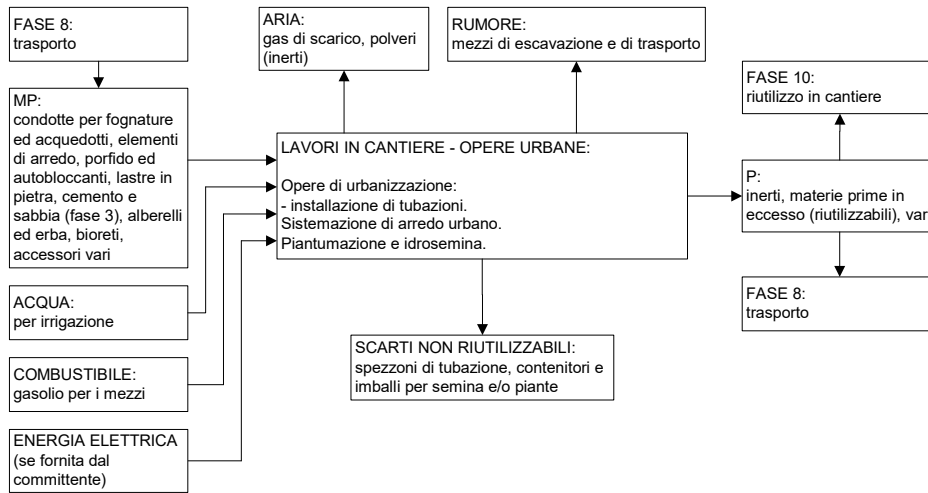 FASE 8:
trasporto
MP:
condotte per fognature
ed acquedotti, elementi
di arredo, porfido ed
autobloccanti, lastre in
pietra, cemento e
sabbia (fase 3), alberelli
ed erba, bioreti,
accessori vari
ACQUA:
per irrigazione
COMBUSTIBILE:
gasolio per i mezzi
ENERGIA ELETTRICA
(se fornita dal
committente)
ARIA:
gas di scarico, polveri
(inerti)
RUMORE:
mezzi di escavazione e di trasporto
LAVORI IN CANTIERE - OPERE URBANE:
Opere di urbanizzazione:
- installazione di tubazioni.
Sistemazione di arredo urbano.
Piantumazione e idrosemina.
SCARTI NON RIUTILIZZABILI:
spezzoni di tubazione, contenitori e
imballi per semina e/o piante
FASE 10:
riutilizzo in cantiere
P:
inerti, materie prime in
eccesso (riutilizzabili), var
FASE 8:
trasporto